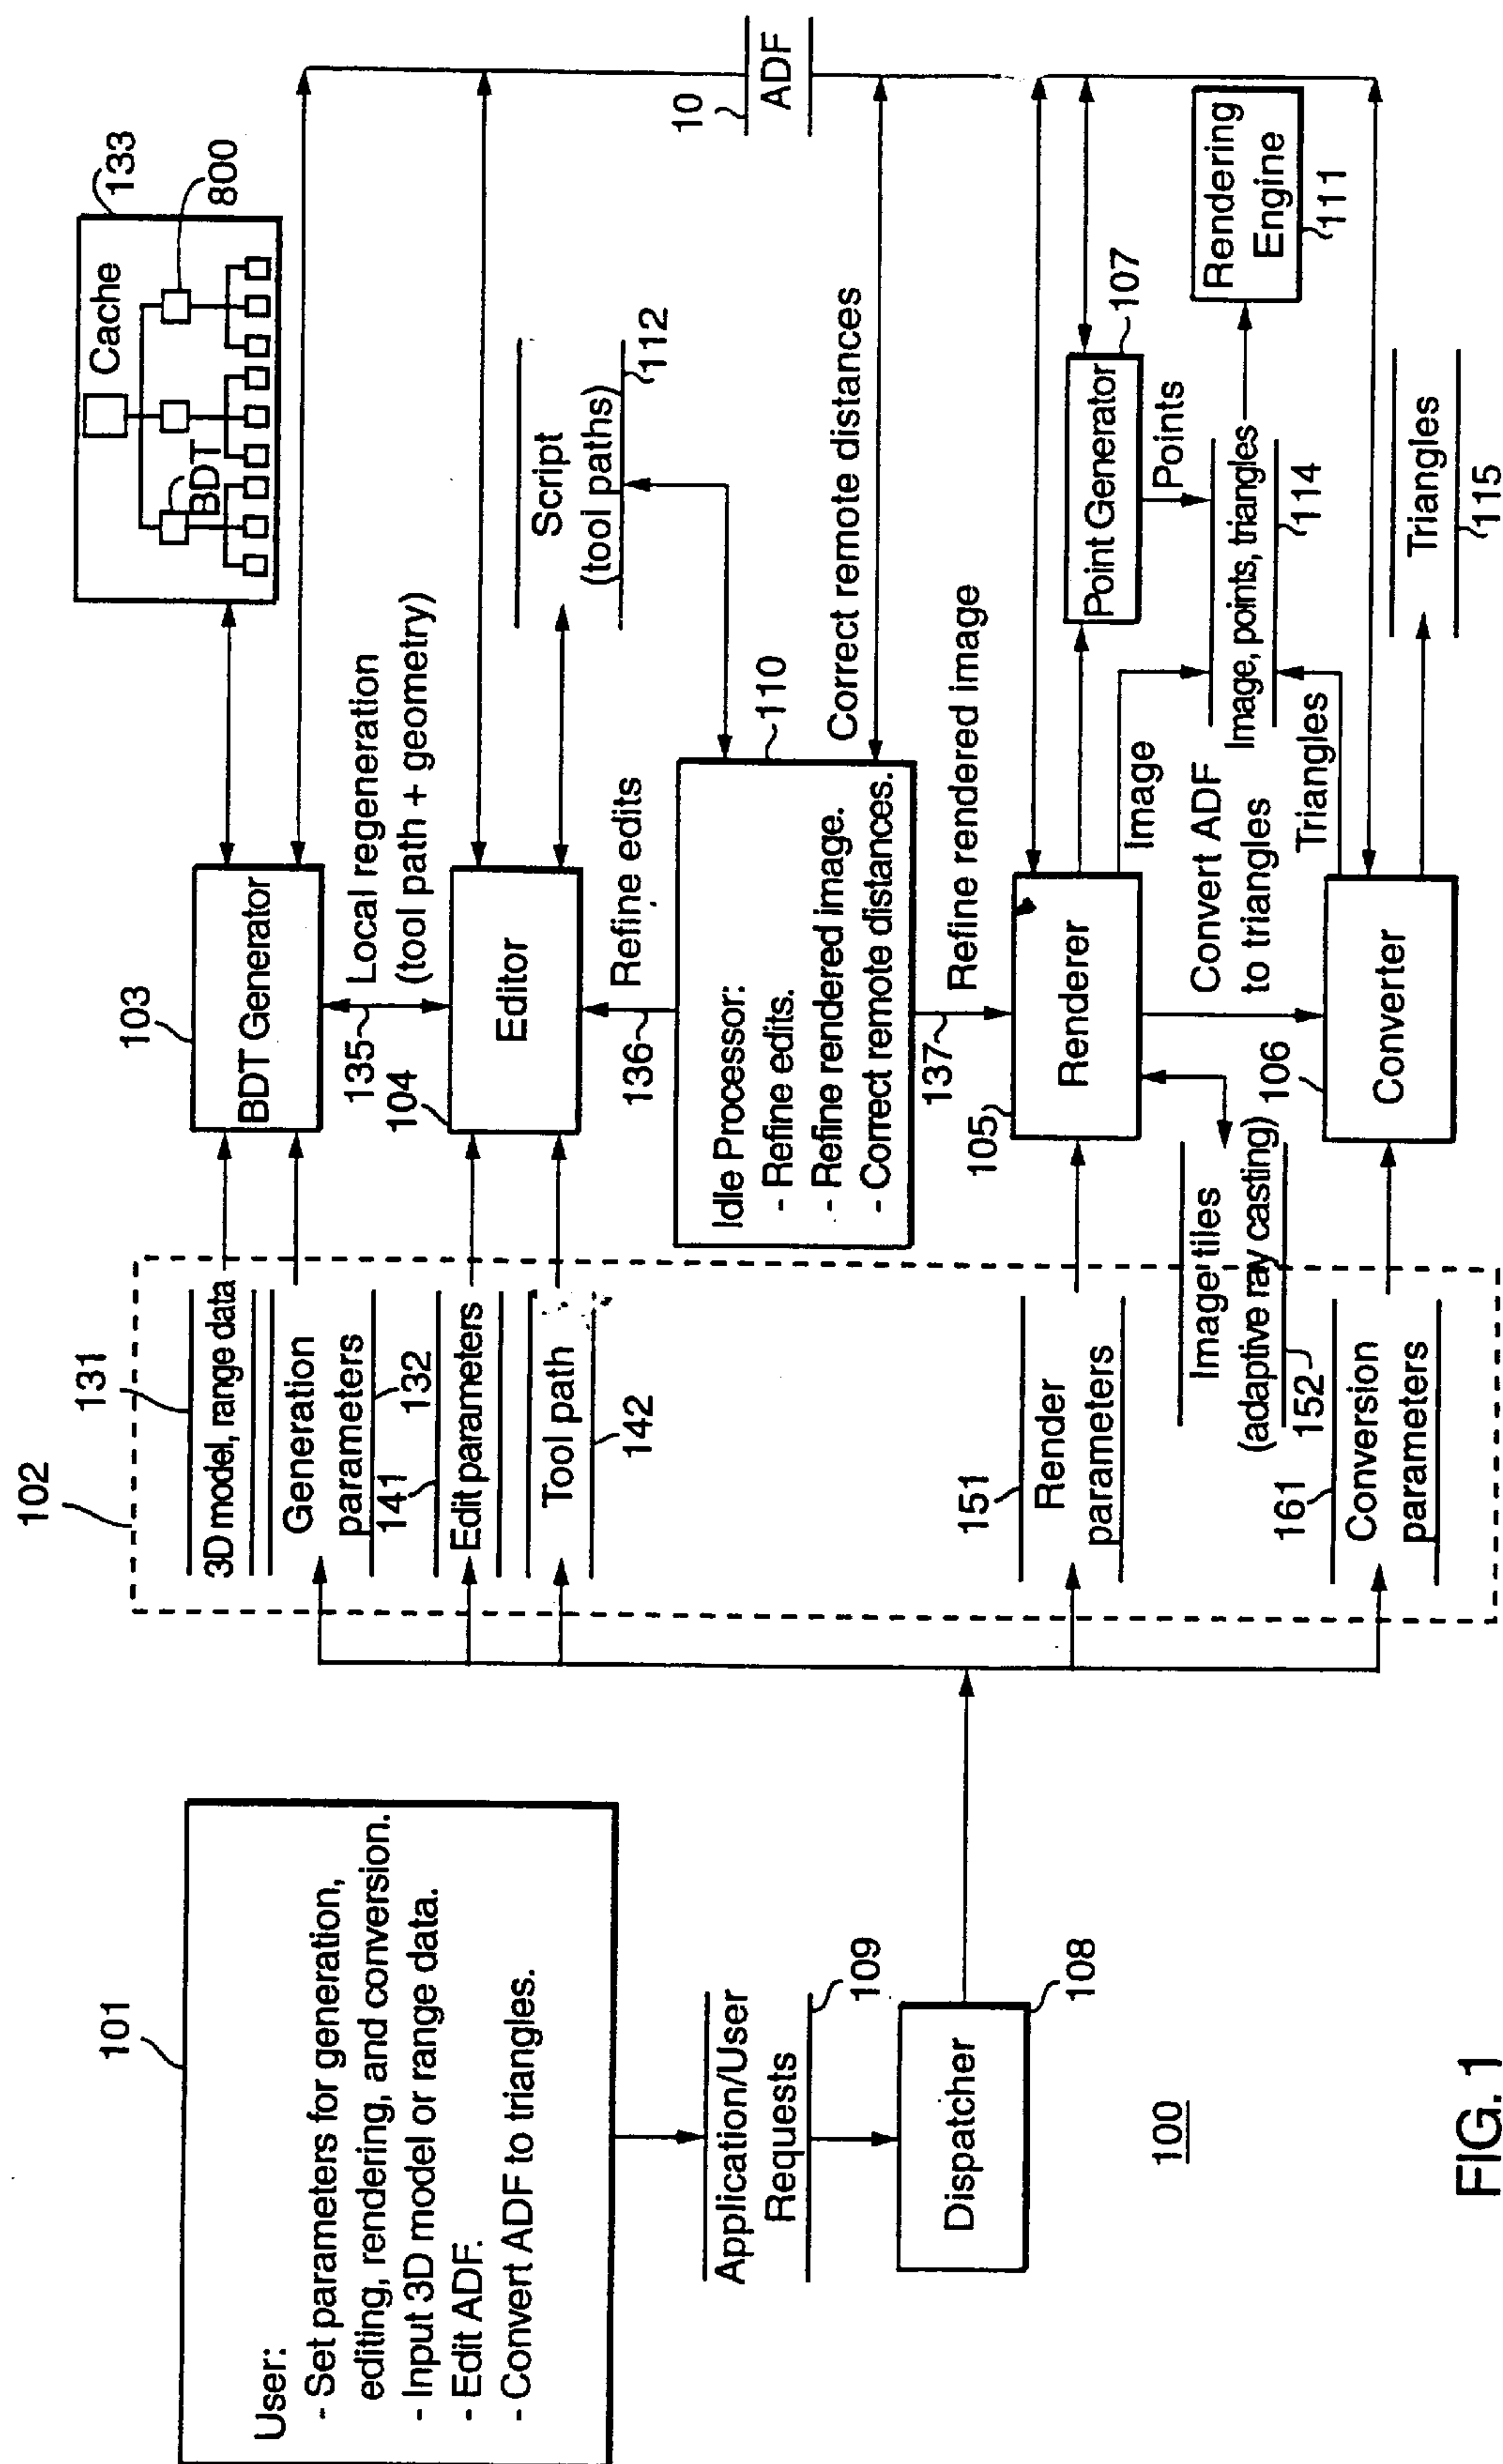 101
User:
- Set parameters for generation,
editing, rendering, and conversion.
- Input 3D model or range data.
- Edit ADF.
- Convert ADF to triangles.
Application/User
Requests
109
Dispatcher
108
100
102
131
3D model, range data
Generation
parameters
132
141
Edit parameters
Tool path
142
151
Render
parameters
Image tiles
(adaptive ray casting)
152
161
Conversion
parameters
103
BDT Generator
135
Local regeneration
(tool path + geometry)
104
Editor
136
Refine edits
Idle Processor:
- Refine edits.
- Refine rendered image.
- Correct remote distances.
110
137
Refine rendered image
105
Renderer
Convert ADF
to triangles
106
Converter
Cache
133
BDT
800
Script
(tool paths)
112
Correct remote distances
10
ADF
Point Generator
107
Points
Image
Image, points, triangles
114
Triangles
Rendering
Engine
111
Triangles
115
FIG. 1